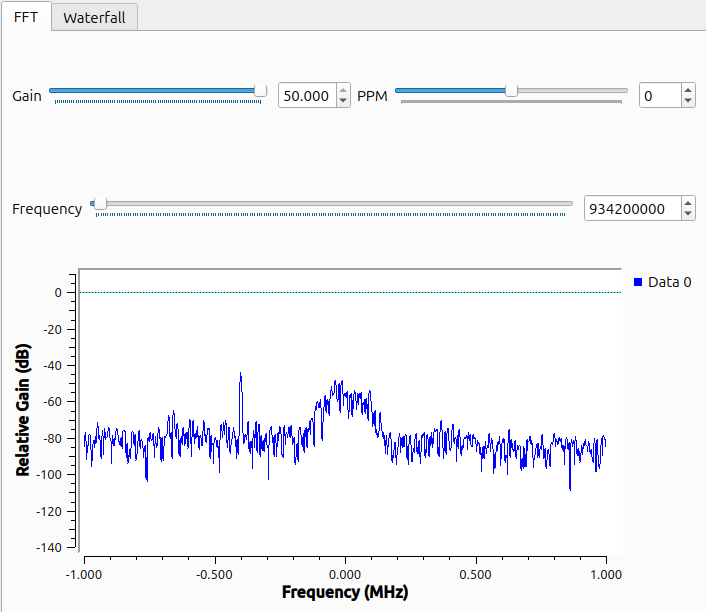 FFT Waterfall
Gain 50.000 PPM 0
Frequency 934200000
Data 0
0
-20
-40
-60
-80
-100
-120
-140
Relative Gain (dB)
-1.000 -0.500 0.000 0.500 1.000
Frequency (MHz)